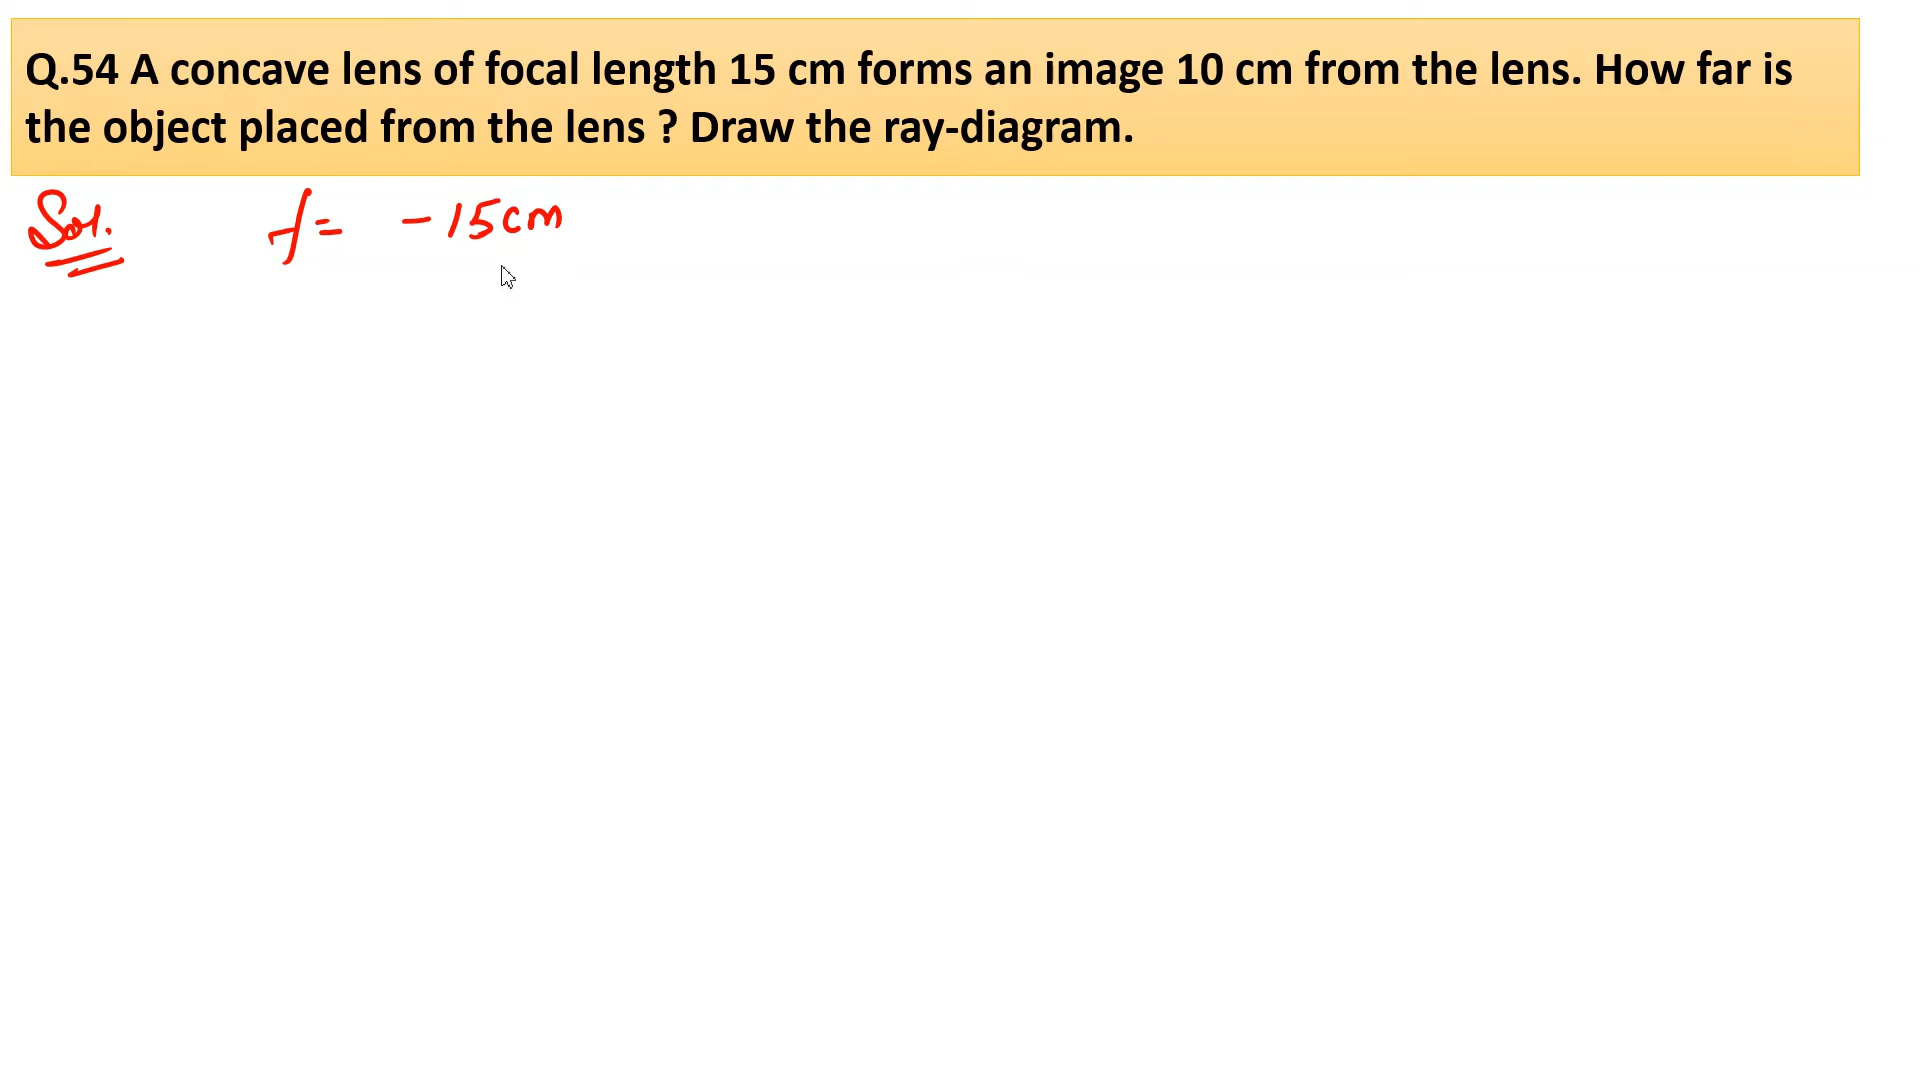 Q.54 A concave lens of focal length 15 cm forms an image 10 cm from the lens. How far is
the object placed from the lens ? Draw the ray-diagram.
Sol. f = - 15cm